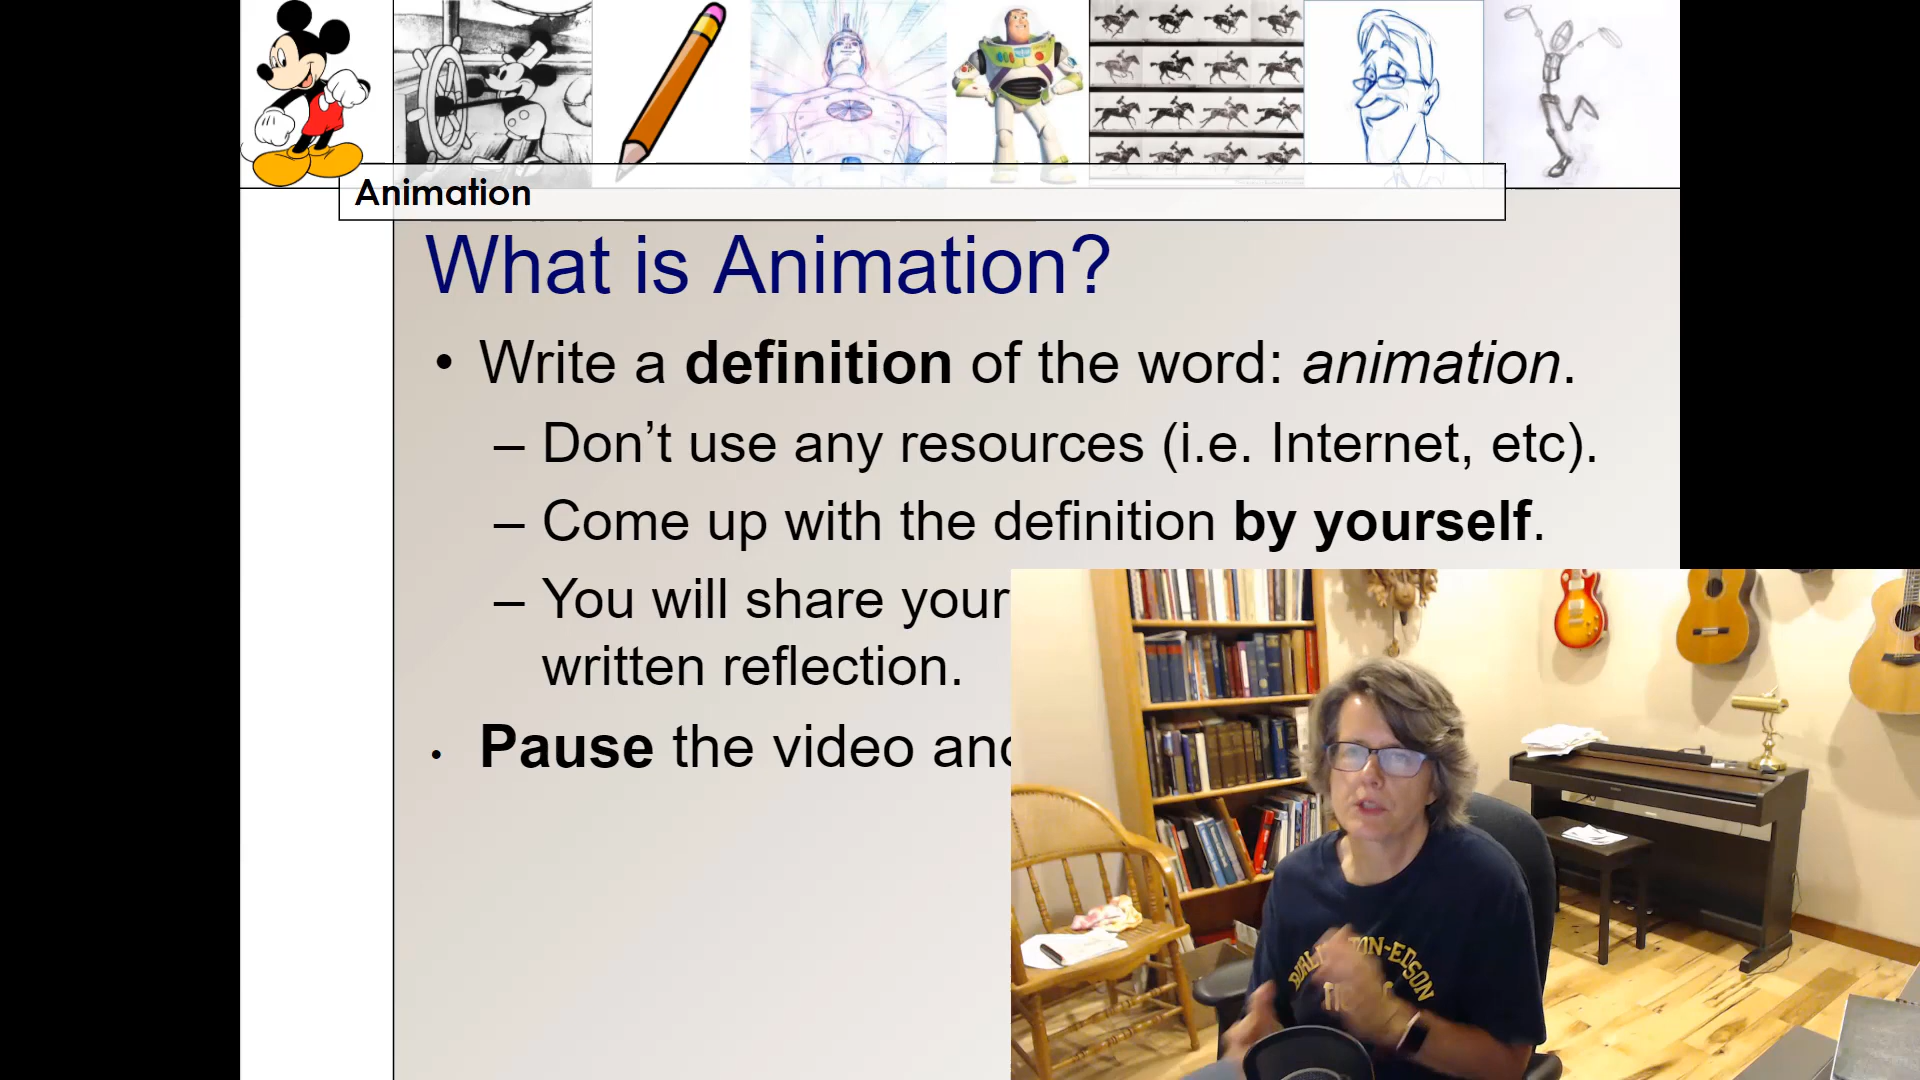 Animation
What is Animation?
• Write a definition of the word: animation.
– Don’t use any resources (i.e. Internet, etc).
– Come up with the definition by yourself.
– You will share your
written reflection.
• Pause the video and
-EDSON